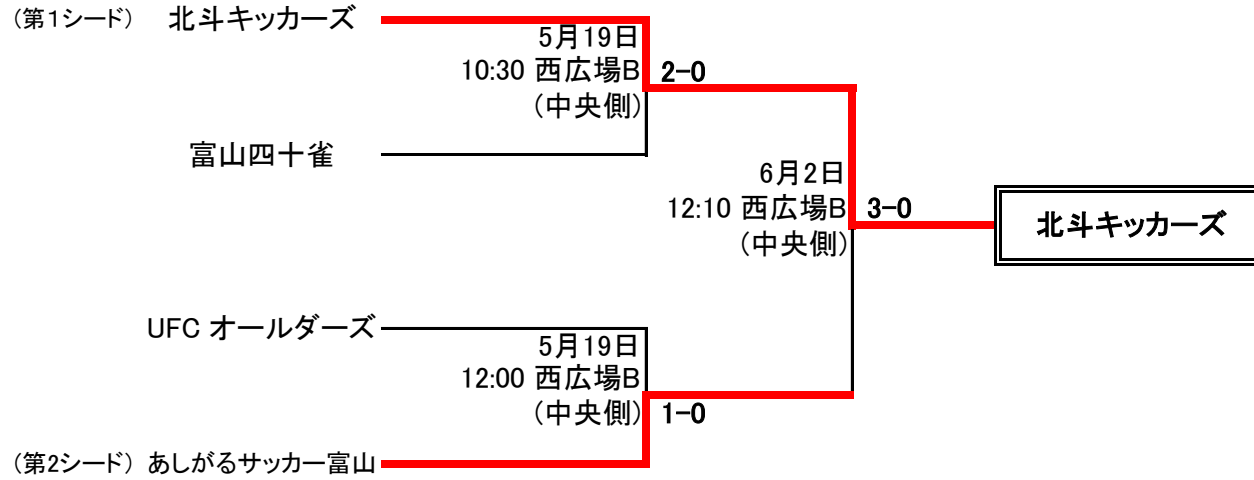 (第1シード) 北斗キッカーズ
5月19日
10:30 西広場B
(中央側)
2-0
富山四十雀
6月2日
12:10 西広場B
(中央側)
3-0
北斗キッカーズ
UFC オールダーズ
5月19日
12:00 西広場B
(中央側)
1-0
(第2シード) あしがるサッカー富山